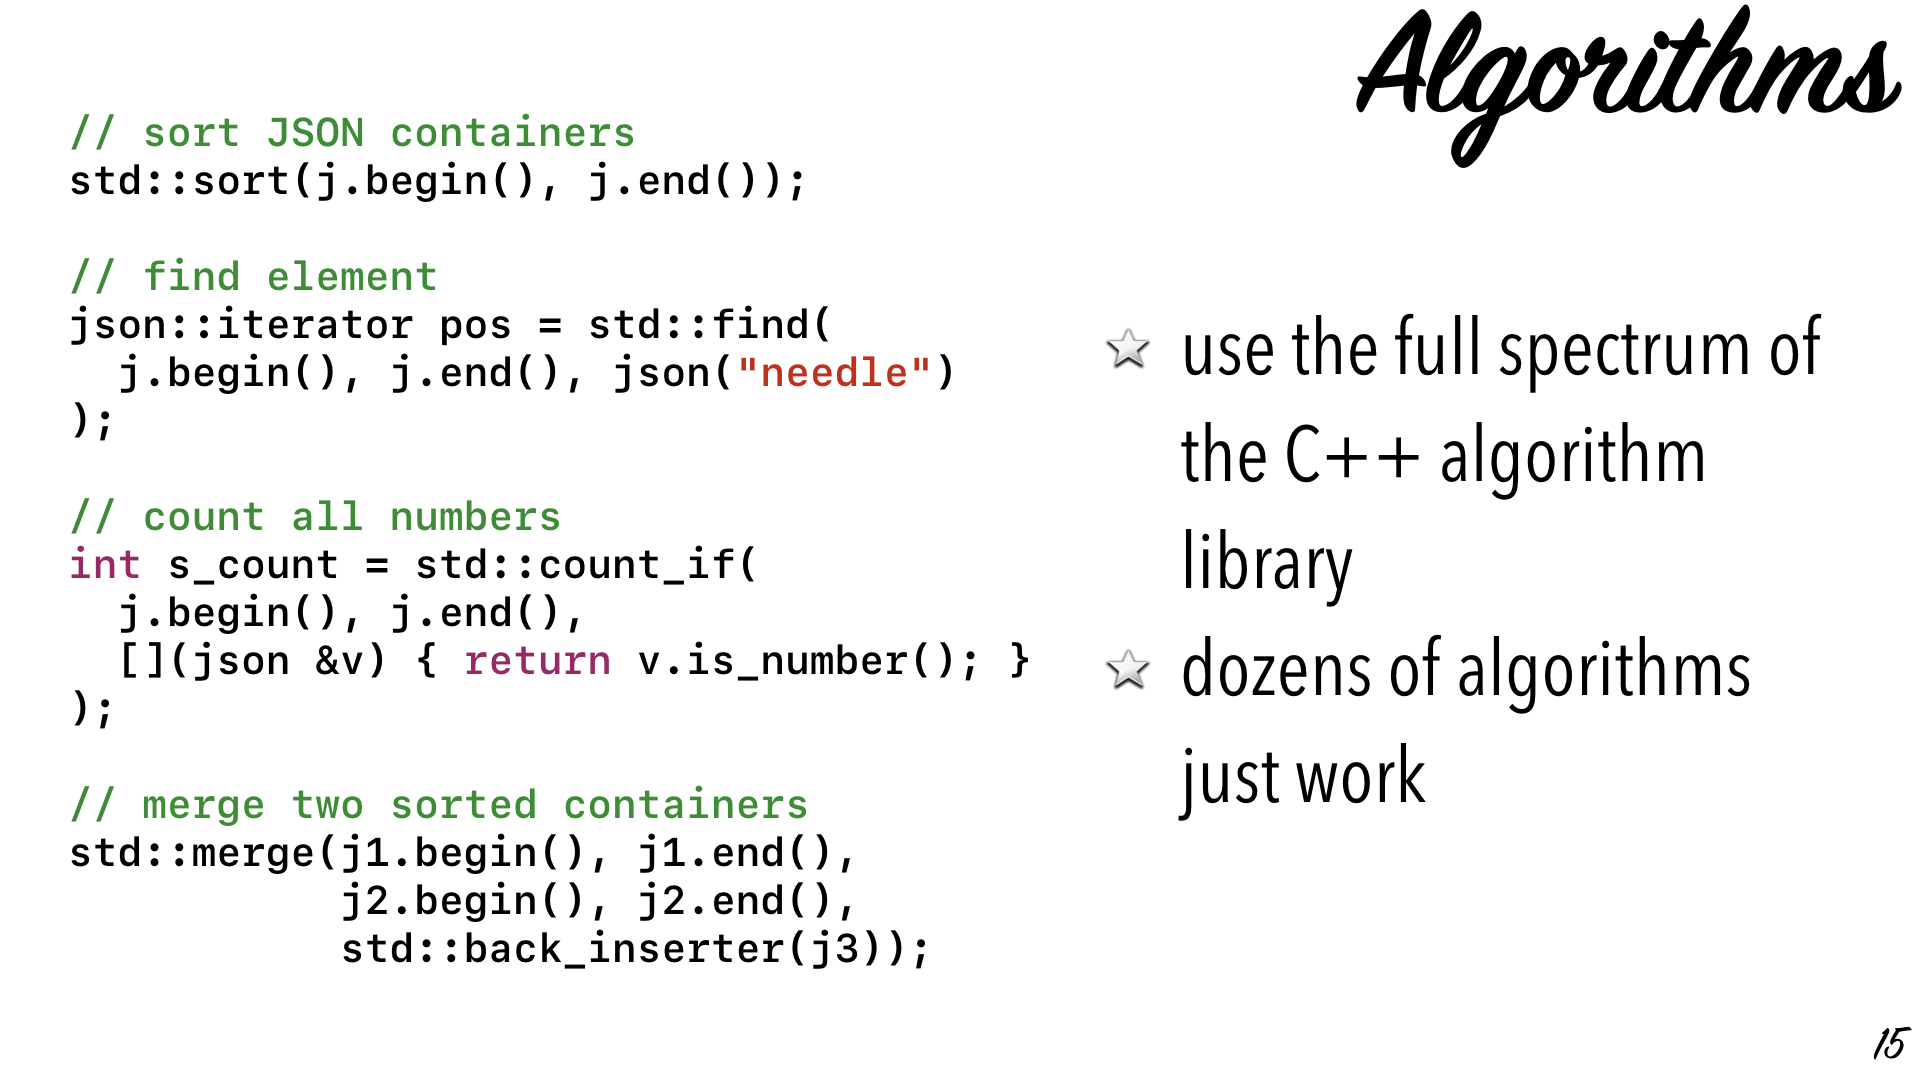 Algorithms
// sort JSON containers
std::sort(j.begin(), j.end());
// find element
json::iterator pos = std::find(
  j.begin(), j.end(), json("needle")
);
// count all numbers
int s_count = std::count_if(
  j.begin(), j.end(),
  [](json &v) { return v.is_number(); }
);
// merge two sorted containers
std::merge(j1.begin(), j1.end(),
           j2.begin(), j2.end(),
           std::back_inserter(j3));
use the full spectrum of
the C++ algorithm
library
dozens of algorithms
just work
15